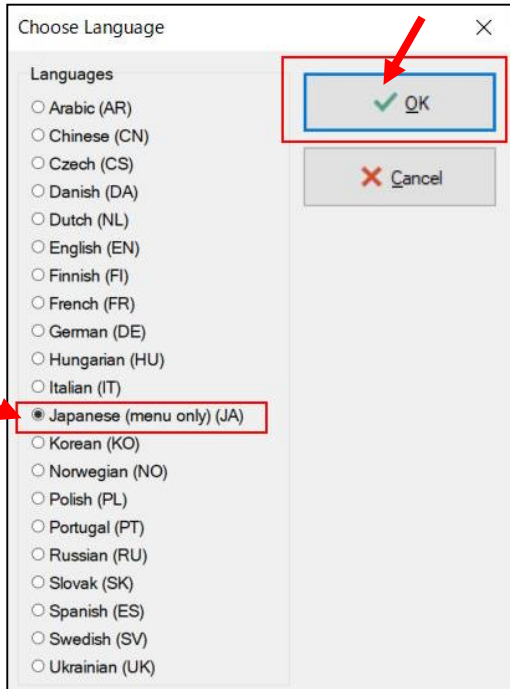 Choose Language
Languages
Arabic (AR)
Chinese (CN)
Czech (CS)
Danish (DA)
Dutch (NL)
English (EN)
Finnish (FI)
French (FR)
German (DE)
Hungarian (HU)
Italian (IT)
Japanese (menu only) (JA)
Korean (KO)
Norwegian (NO)
Polish (PL)
Portugal (PT)
Russian (RU)
Slovak (SK)
Spanish (ES)
Swedish (SV)
Ukrainian (UK)
OK
Cancel